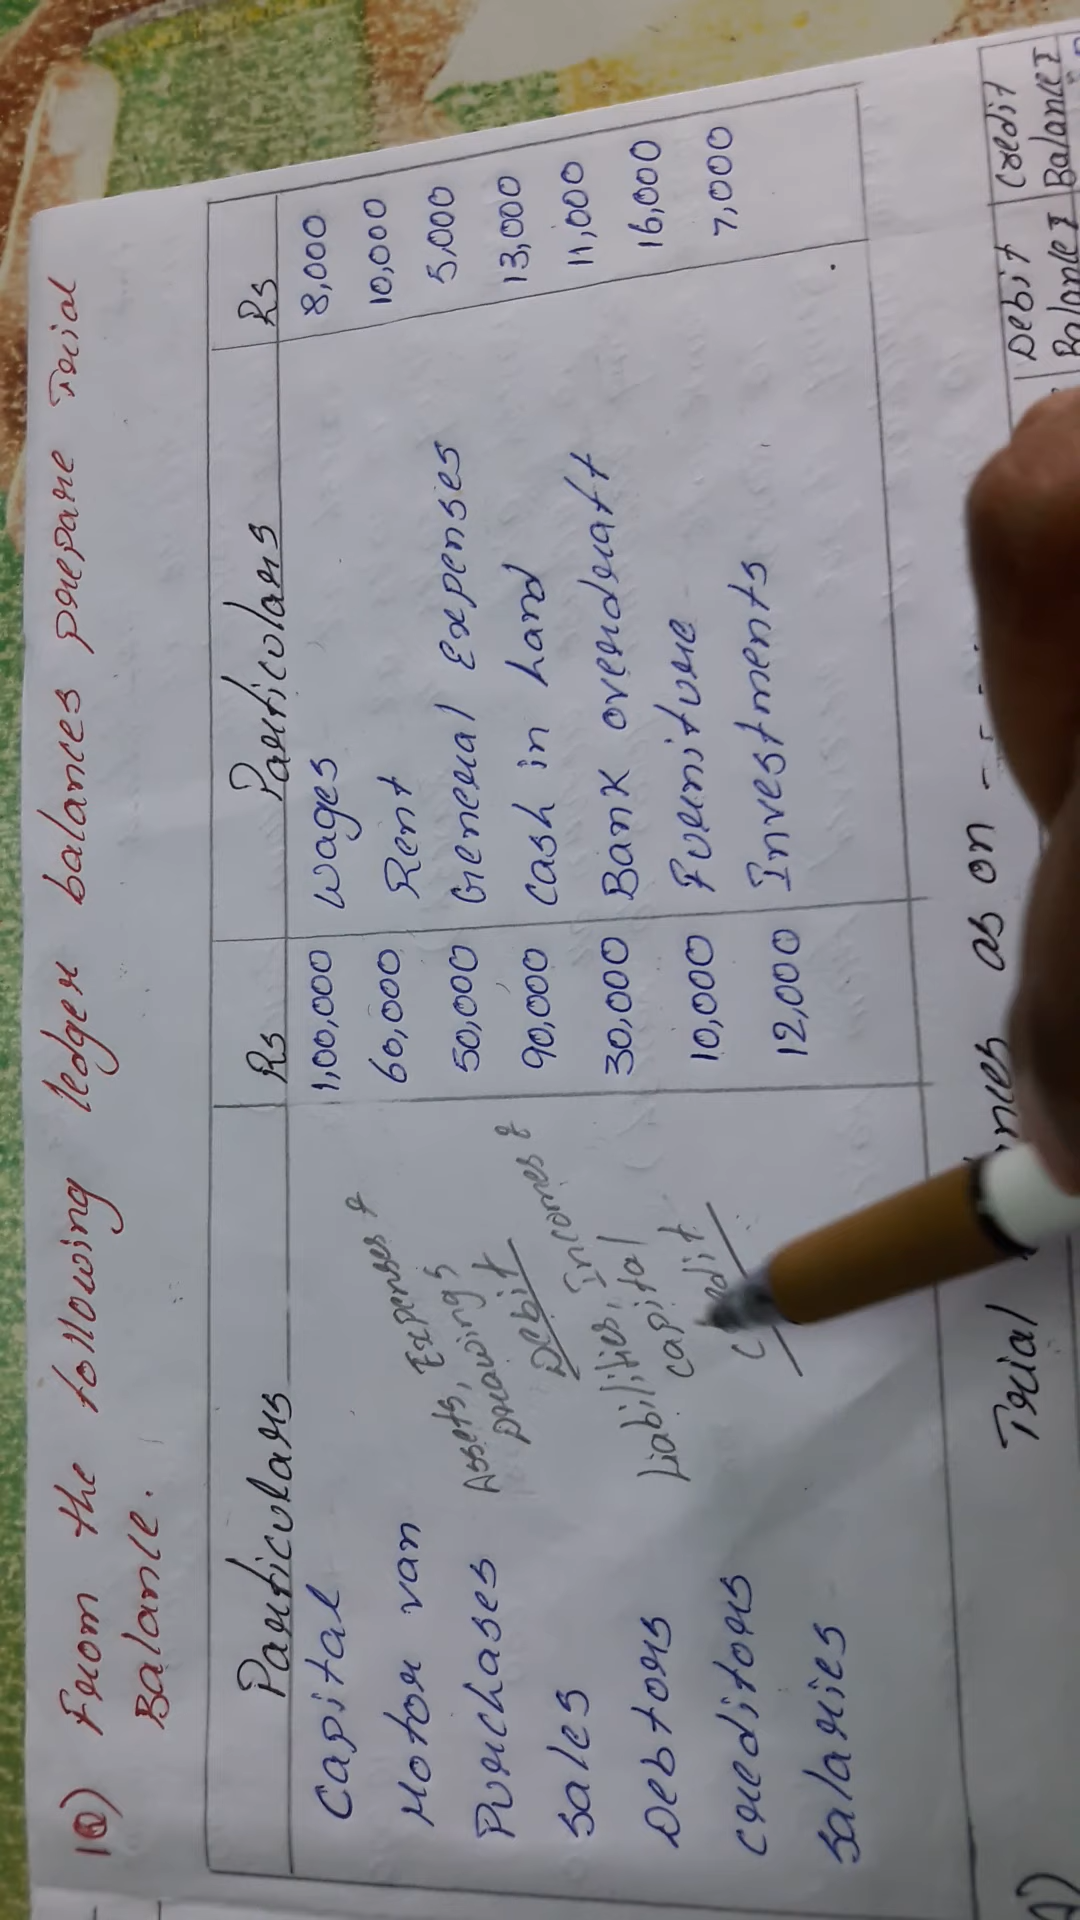 1Q) From the following ledger balances prepare Trial
Balance.
Particulars Rs Particulars Rs
Capital 1,00,000 Wages 8,000
Motor van 60,000 Rent 10,000
Purchases 50,000 General Expenses 5,000
Sales 90,000 Cash in hand 13,000
Debtors 30,000 Bank overdraft 11,000
Creditors 10,000 Furniture 16,000
Salaries 12,000 Investments 7,000
Assets, Expenses &
Drawings
Debit
Liabilities, Incomes &
Capital
Trial as on
Debit Credit
Balance ₹ Balance ₹